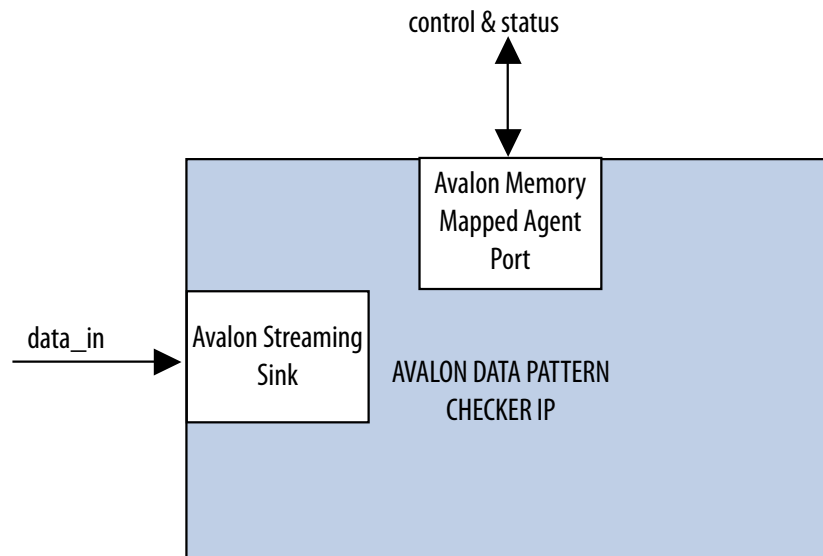 control & status
Avalon Memory
Mapped Agent
Port
data_in
Avalon Streaming
Sink
AVALON DATA PATTERN
CHECKER IP